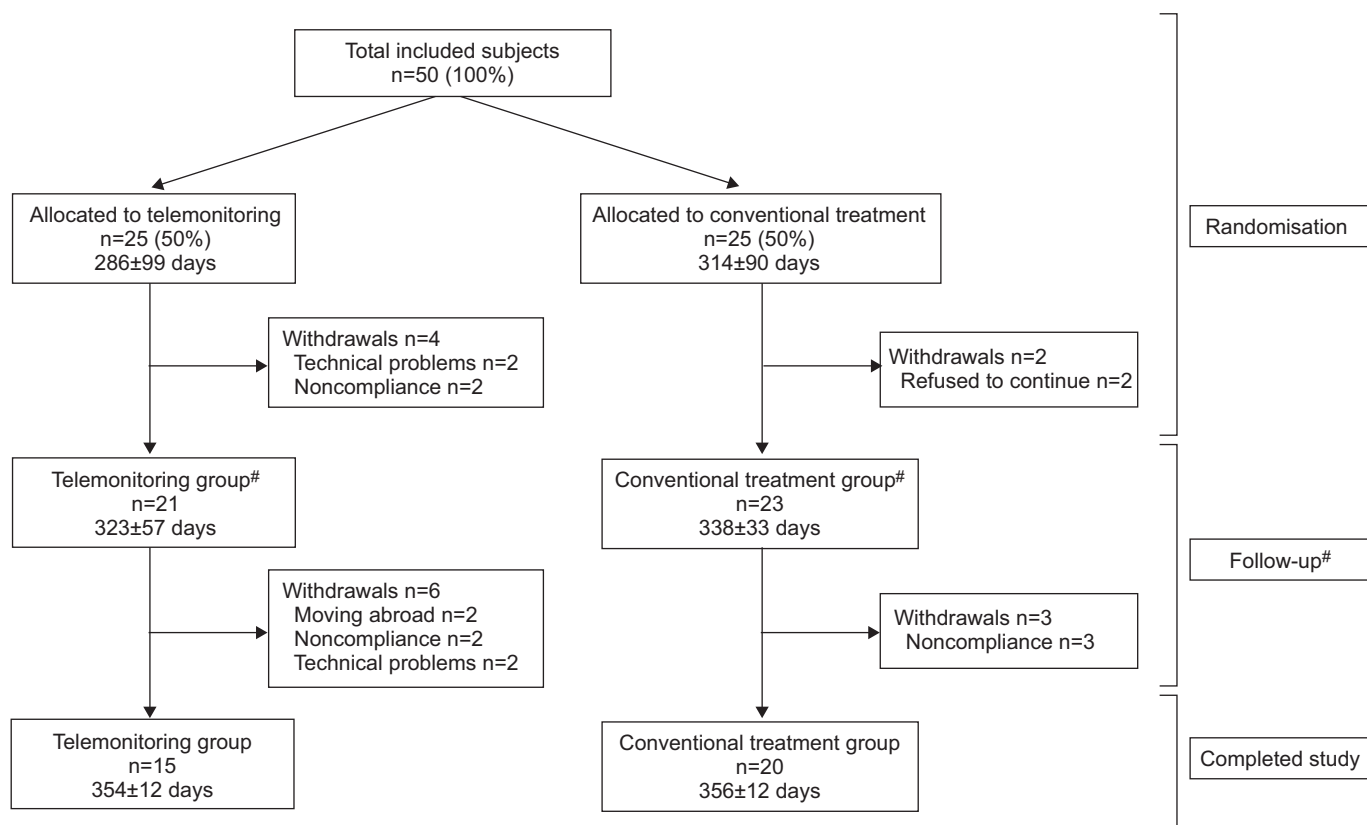 Total included subjects
n=50 (100%)
Allocated to telemonitoring
n=25 (50%)
286±99 days
Allocated to conventional treatment
n=25 (50%)
314±90 days
Randomisation
Withdrawals n=4
Technical problems n=2
Noncompliance n=2
Withdrawals n=2
Refused to continue n=2
Telemonitoring group#
n=21
323±57 days
Conventional treatment group#
n=23
338±33 days
Follow-up#
Withdrawals n=6
Moving abroad n=2
Noncompliance n=2
Technical problems n=2
Withdrawals n=3
Noncompliance n=3
Telemonitoring group
n=15
354±12 days
Conventional treatment group
n=20
356±12 days
Completed study